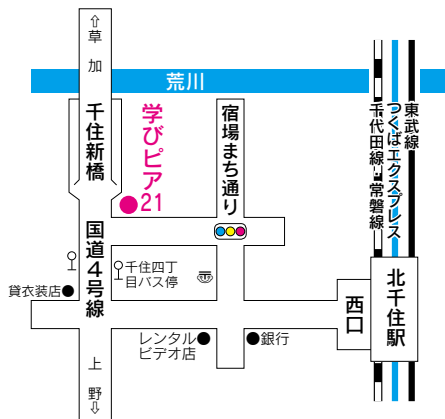 ⇧草加
荒川
千住新橋
学びピア
21
宿場まち通り
東武線
つくばエクスプレス
千代田線・常磐線
国道4号線
千住四丁
目バス停
貸衣装店
レンタル
ビデオ店
銀行
西口
北千住駅
上野⇩